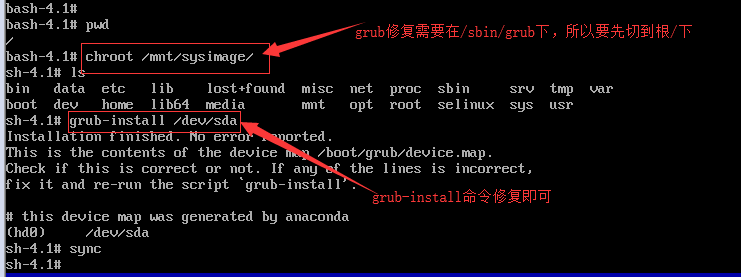 bash-4.1#
bash-4.1# pwd
/
bash-4.1# chroot /mnt/sysimage/
grub修复需要在/sbin/grub下，所以要先切到根/下
sh-4.1# ls
bin data etc lib lost+found misc net proc sbin srv tmp var
boot dev home lib64 media mnt opt root selinux sys usr
sh-4.1# grub-install /dev/sda
Installation finished. No error reported.
This is the contents of the device map /boot/grub/device.map.
Check if this is correct or not. If any of the lines is incorrect,
fix it and re-run the script `grub-install'.
grub-install命令修复即可
# this device map was generated by anaconda
(hd0) /dev/sda
sh-4.1# sync
sh-4.1#